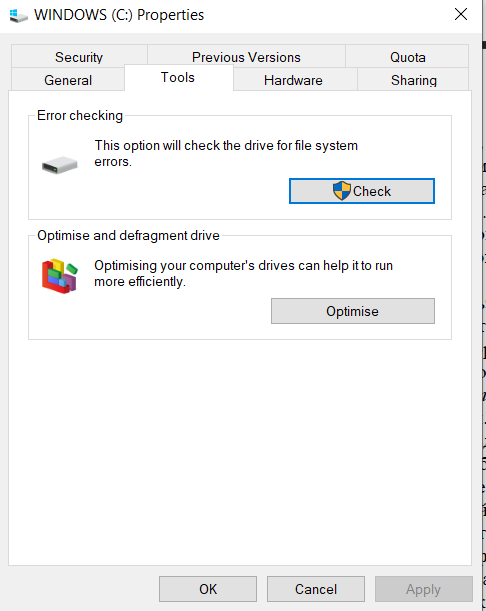 WINDOWS (C:) Properties
Security Previous Versions Quota
General Tools Hardware Sharing
Error checking
This option will check the drive for file system
errors.
Check
Optimise and defragment drive
Optimising your computer's drives can help it to run
more efficiently.
Optimise
OK Cancel Apply